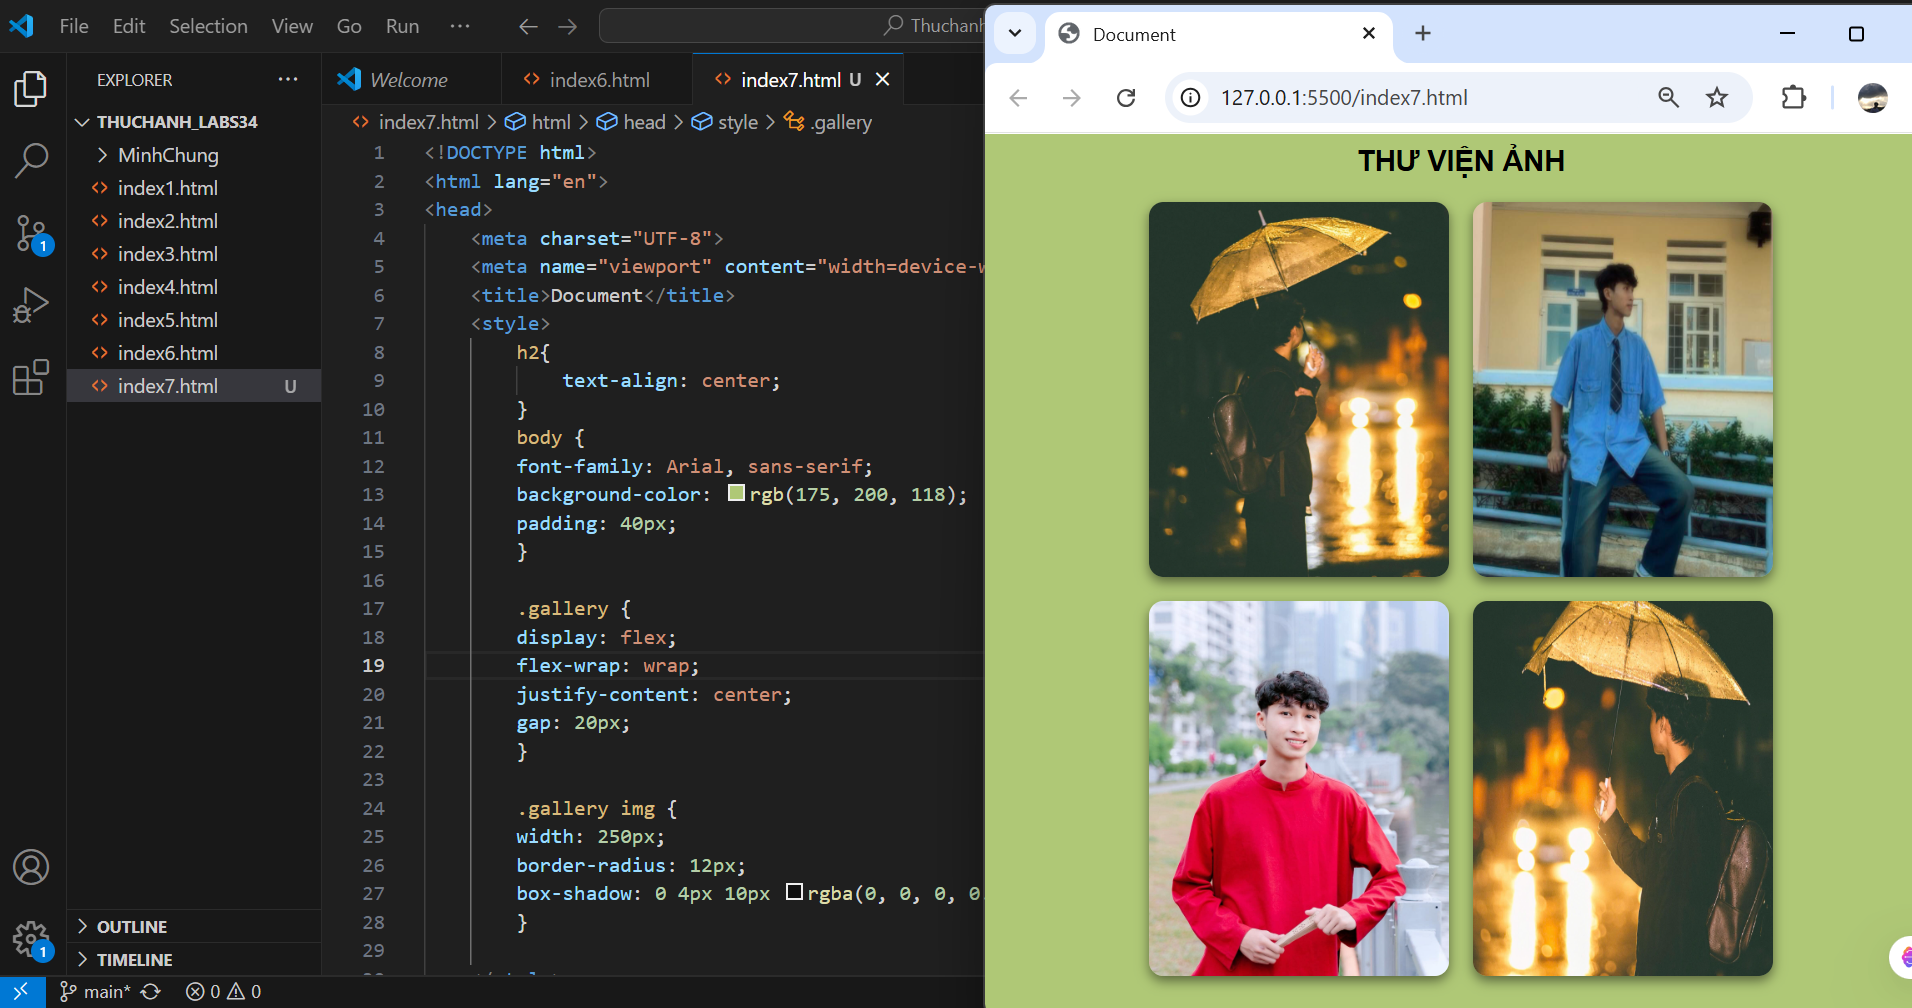 File Edit Selection View Go Run ··· Thuchanh
EXPLORER ···
THUCHANH_LABS34
MinhChung
index1.html
index2.html
index3.html
index4.html
index5.html
index6.html
index7.html U
OUTLINE
TIMELINE
Welcome index6.html index7.html U
index7.html > html > head > style > .gallery
1 <!DOCTYPE html>
2 <html lang="en">
3 <head>
4 <meta charset="UTF-8">
5 <meta name="viewport" content="width=device-w
6 <title>Document</title>
7 <style>
8 h2{
9 text-align: center;
10 }
11 body {
12 font-family: Arial, sans-serif;
13 background-color: rgb(175, 200, 118);
14 padding: 40px;
15 }
16
17 .gallery {
18 display: flex;
19 flex-wrap: wrap;
20 justify-content: center;
21 gap: 20px;
22 }
23
24 .gallery img {
25 width: 250px;
26 border-radius: 12px;
27 box-shadow: 0 4px 10px rgba(0, 0, 0, 0
28 }
29
1
1
main* 0 0
Document
127.0.0.1:5500/index7.html
THƯ VIỆN ẢNH